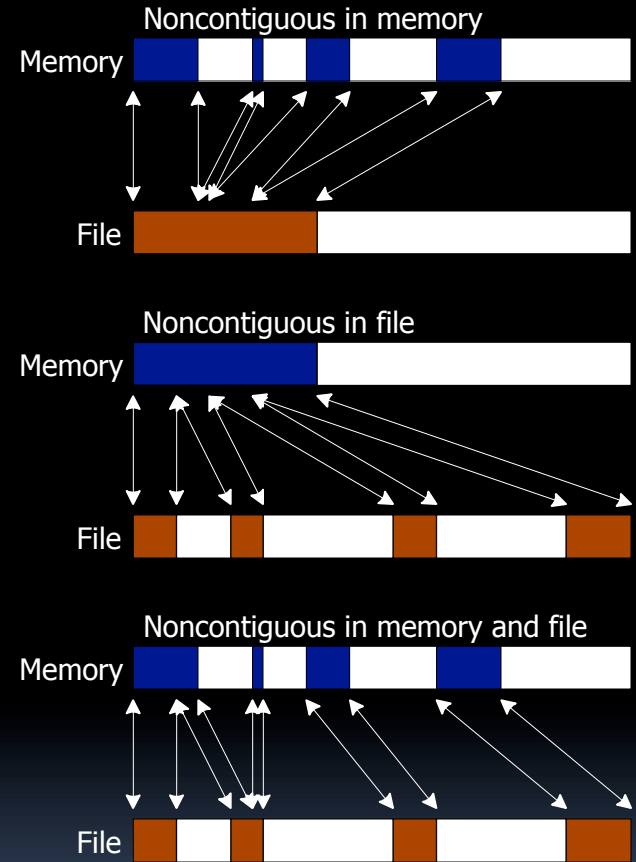 Noncontiguous in memory
Memory
File
Noncontiguous in file
Memory
File
Noncontiguous in memory and file
Memory
File